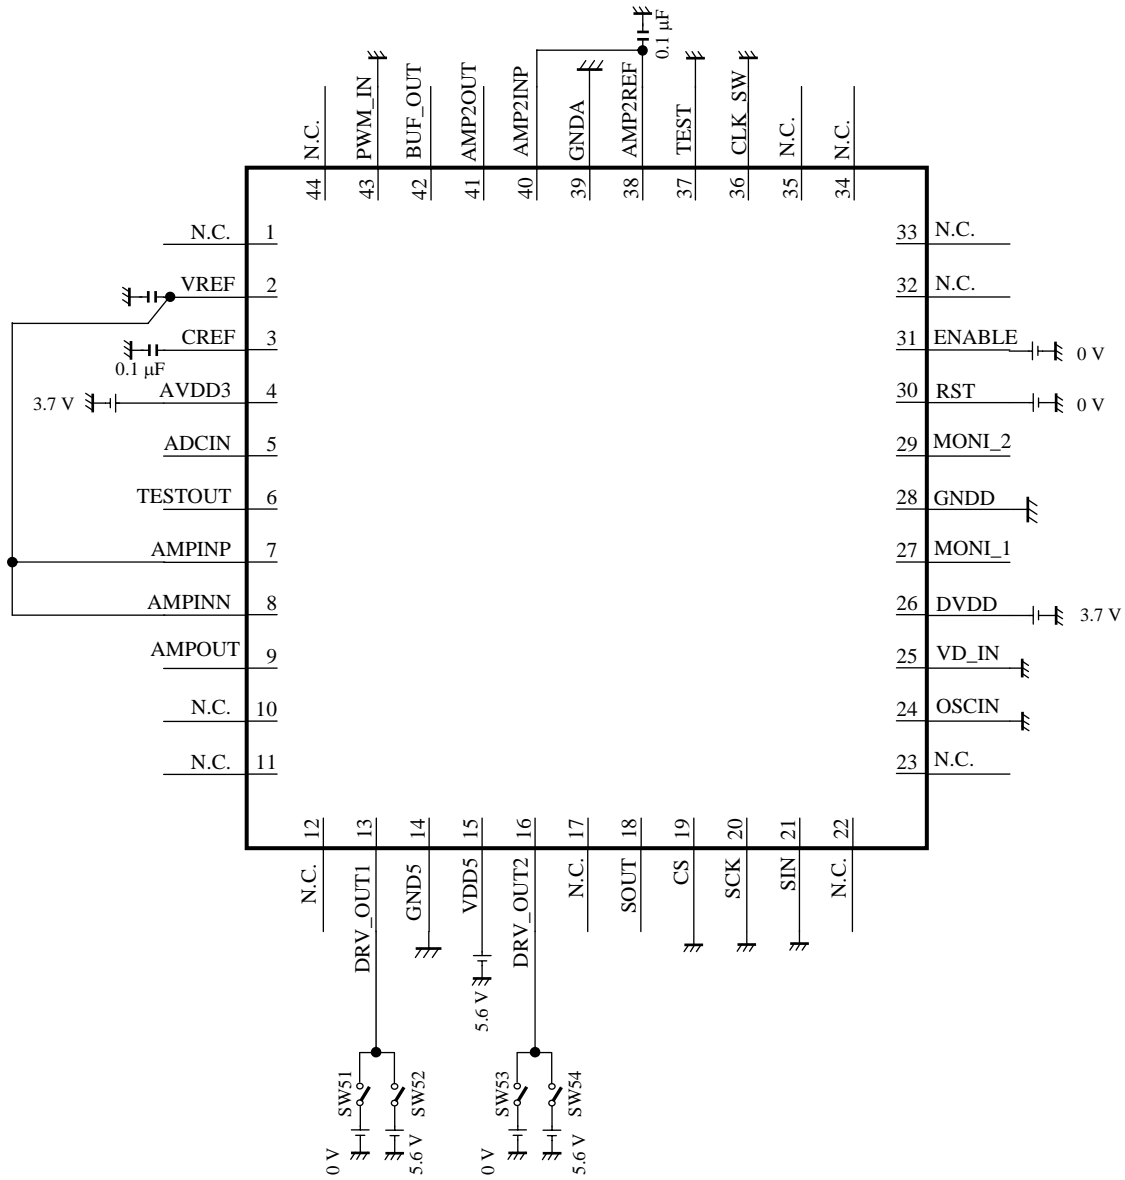 0.1 µF
N.C.
PWM_IN
BUF_OUT
AMP2OUT
AMP2INP
GNDA
AMP2REF
TEST
CLK_SW
N.C.
N.C.
44
43
42
41
40
39
38
37
36
35
34
N.C. 1
VREF 2
CREF 3
0.1 µF
AVDD3 4
3.7 V
ADCIN 5
TESTOUT 6
AMPINP 7
AMPINN 8
AMPOUT 9
N.C. 10
N.C. 11
33 N.C.
32 N.C.
31 ENABLE
0 V
30 RST
0 V
29 MONI_2
28 GNDD
27 MONI_1
26 DVDD
3.7 V
25 VD_IN
24 OSCIN
23 N.C.
12
13
14
15
16
17
18
19
20
21
22
N.C.
DRV_OUT1
GND5
VDD5
DRV_OUT2
N.C.
SOUT
CS
SCK
SIN
N.C.
5.6 V
SW51
SW52
SW53
SW54
0 V
5.6 V
0 V
5.6 V